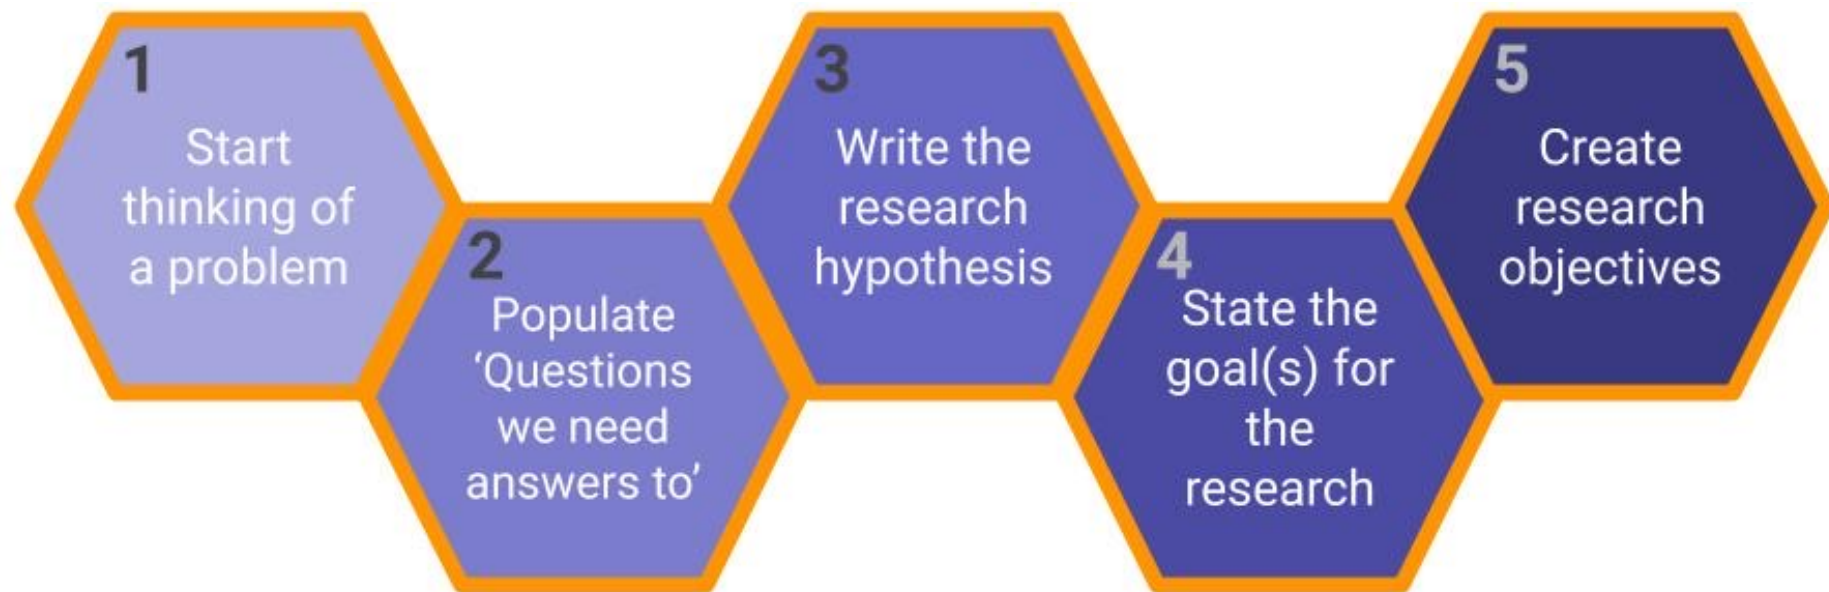 1
Start
thinking of
a problem
2
Populate
‘Questions
we need
answers to’
3
Write the
research
hypothesis
4
State the
goal(s) for
the
research
5
Create
research
objectives